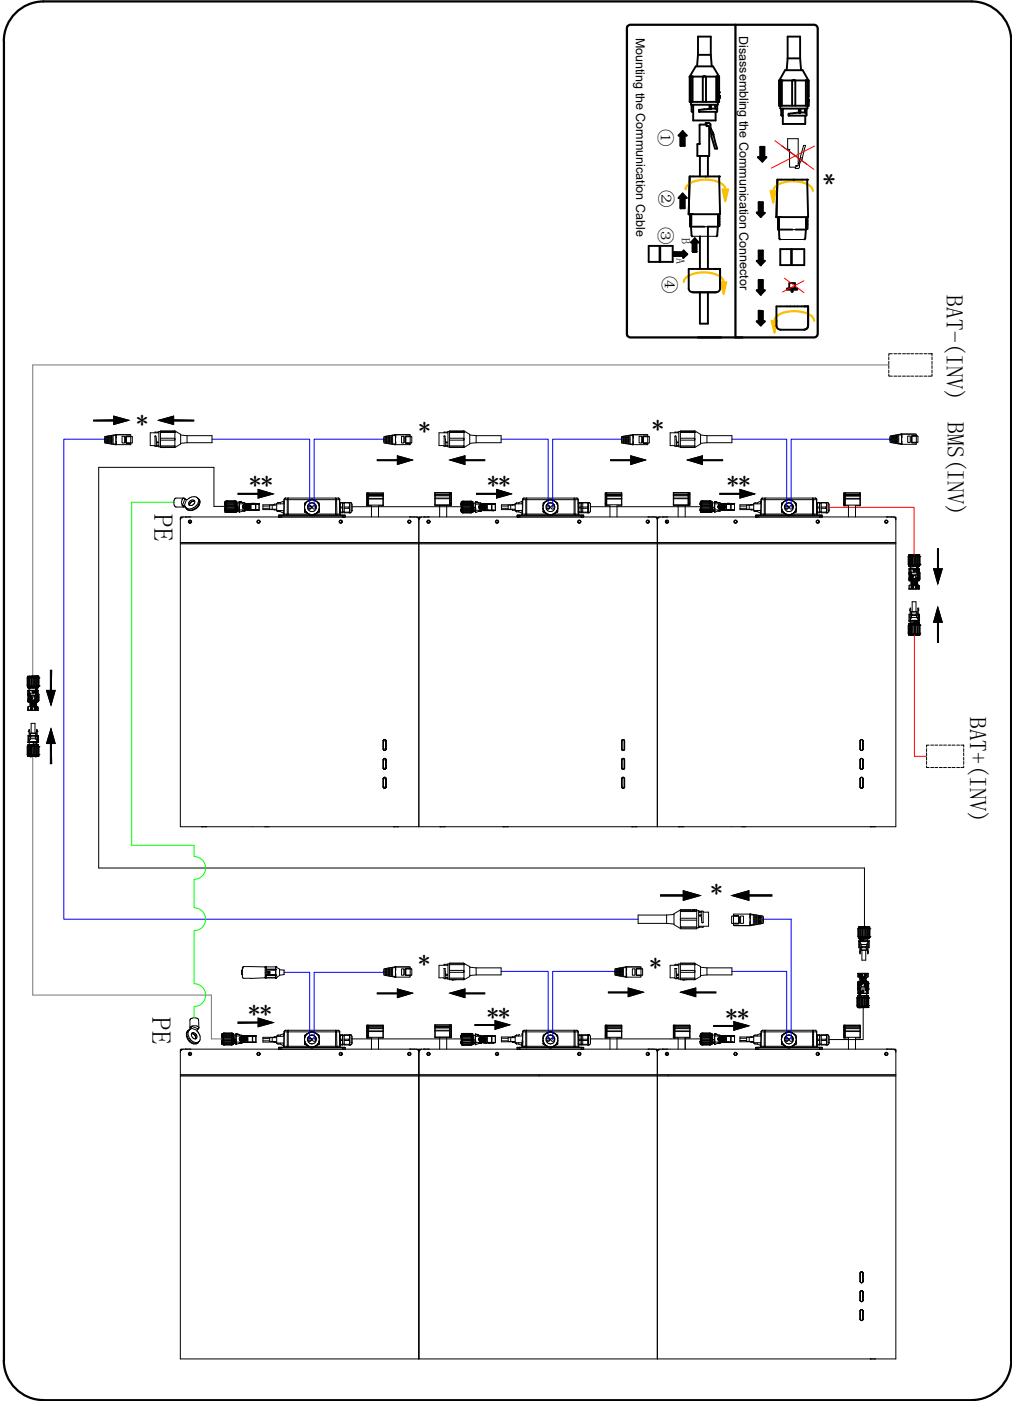 Disassembling the Communication Connector
*
Mounting the Communication Cable
①
②
③
B
A
④
BAT-(INV)
BMS(INV)
BAT+(INV)
*
*
*
**
**
**
PE
*
*
*
**
**
**
PE